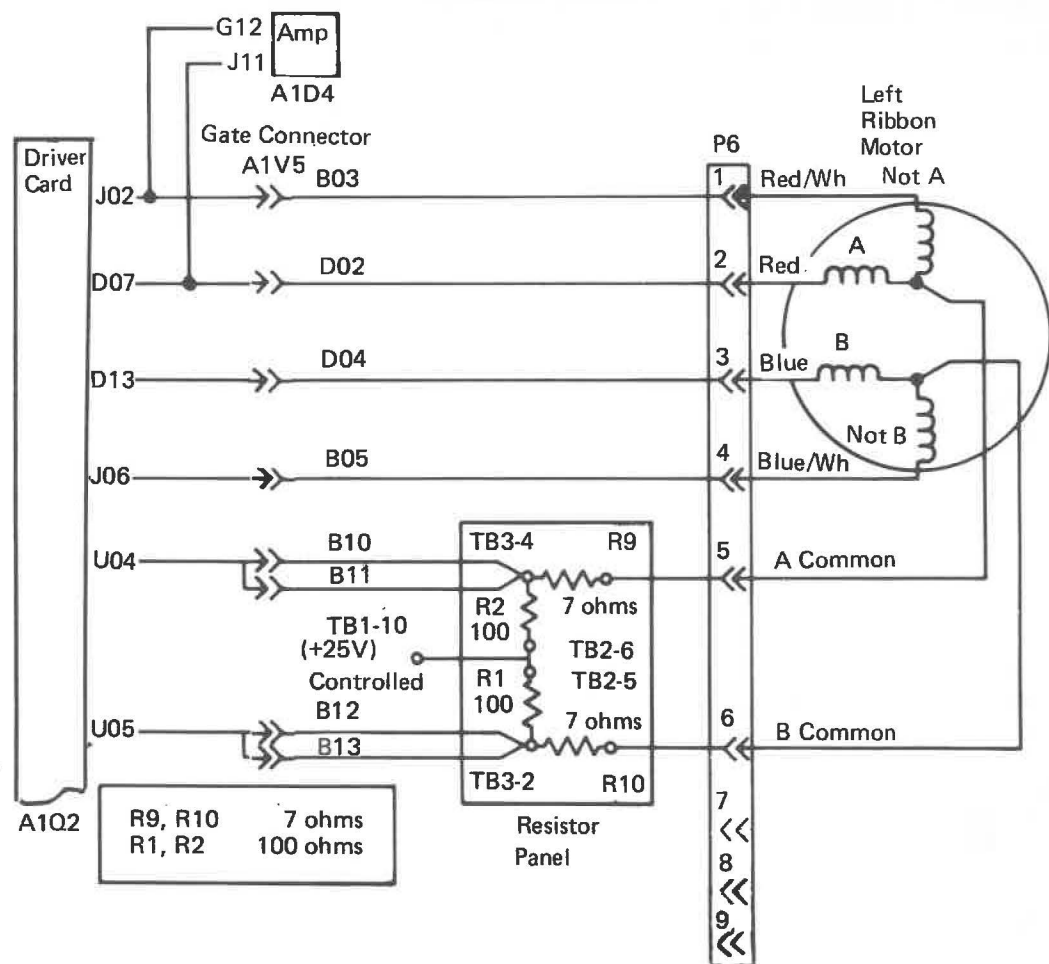 G12
Amp
J11
A1D4
Left
Ribbon
Motor
Gate Connector
A1V5
P6
Driver
Card
J02
B03
1
Red/Wh
Not A
D07
D02
2
Red
A
D13
D04
3
Blue
B
Not B
J06
B05
4
Blue/Wh
U04
B10
B11
TB3-4
R9
5
A Common
R2
100
7 ohms
TB1-10
(+25V)
Controlled
TB2-6
TB2-5
R1
100
U05
B12
B13
7 ohms
6
B Common
TB3-2
R10
A1Q2
R9, R10 7 ohms
R1, R2 100 ohms
Resistor
Panel
7
8
9